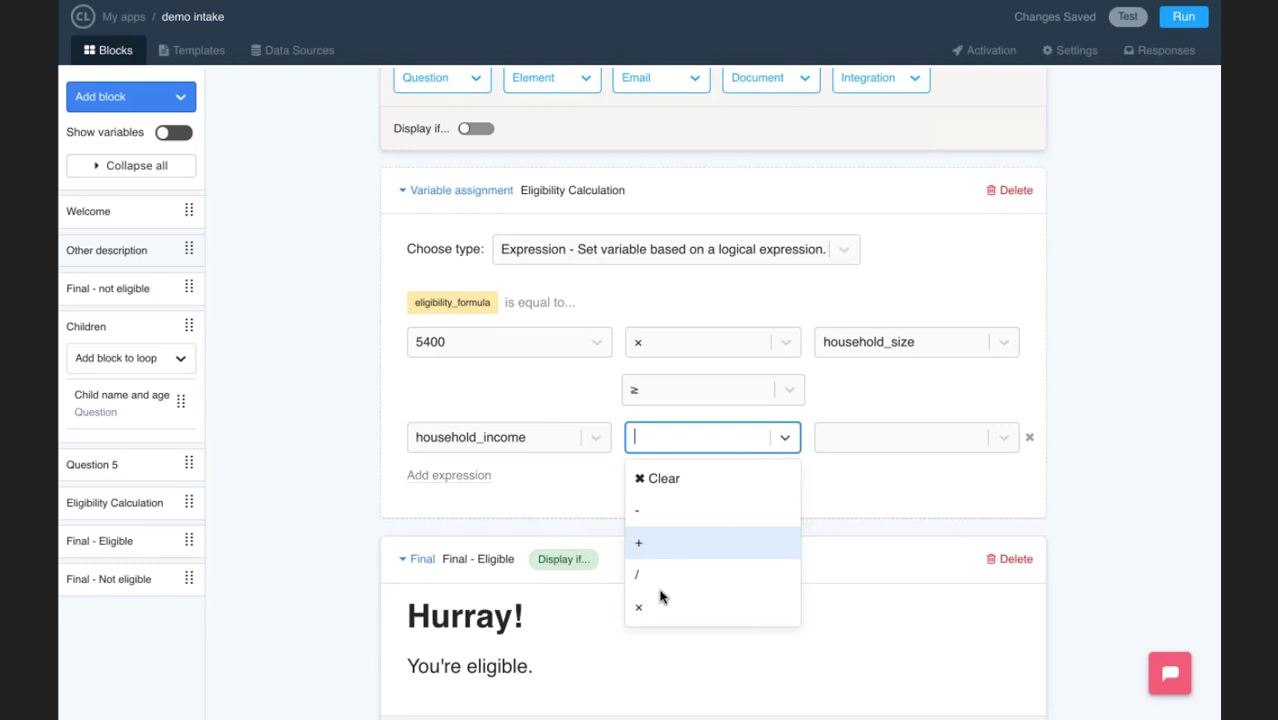 CL My apps / demo intake Changes Saved Test Run
Blocks Templates Data Sources Activation Settings Responses
Add block
Show variables
Collapse all
Welcome
Other description
Final - not eligible
Children
Add block to loop
Child name and age
Question
Question 5
Eligibility Calculation
Final - Eligible
Final - Not eligible
Question Element Email Document Integration
Display if...
Variable assignment Eligibility Calculation Delete
Choose type: Expression - Set variable based on a logical expression.
eligibility_formula is equal to...
5400 × household_size
≥
household_income
Add expression
✖ Clear
-
+
/
×
Final Final - Eligible Display if... Delete
Hurray!
You're eligible.